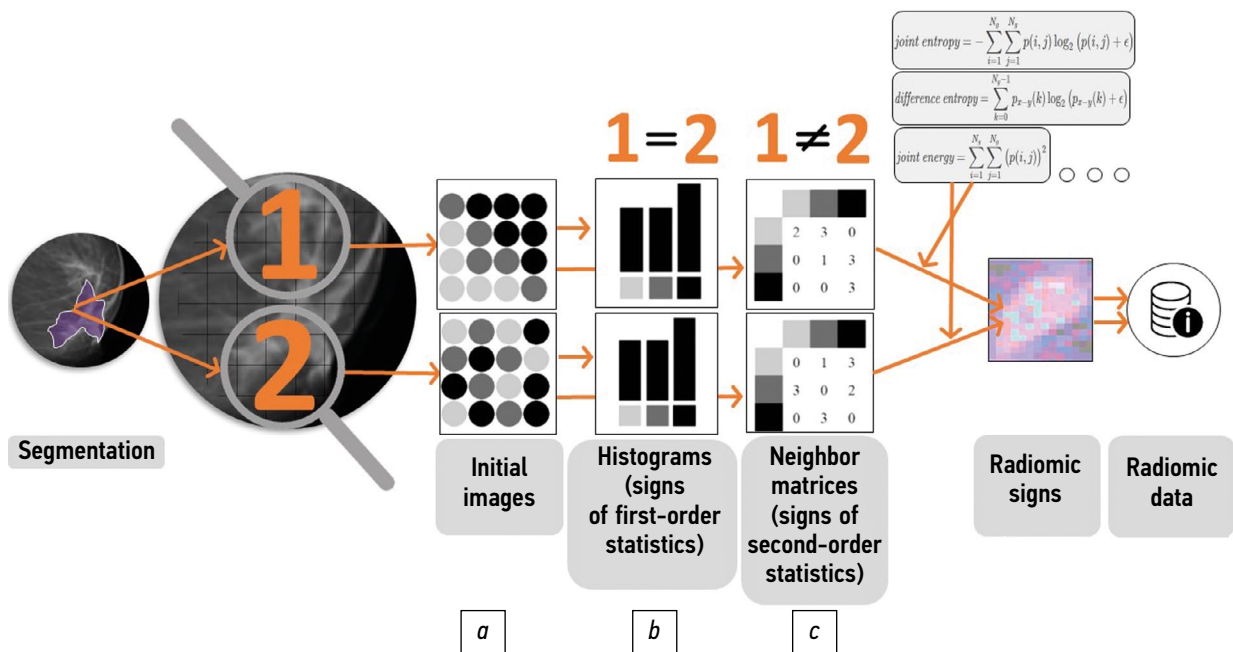 joint entropy = − ∑_{i=1}^{N_g} ∑_{j=1}^{N_g} p(i, j) log₂ (p(i, j) + ϵ)
difference entropy = ∑_{k=0}^{N_g−1} p_{x−y}(k) log₂ (p_{x−y}(k) + ϵ)
joint energy = ∑_{i=1}^{N_g} ∑_{j=1}^{N_g} (p(i, j))²
1=2
1≠2
1
2
2 3 0
0 1 3
0 0 3
0 1 3
3 0 2
0 3 0
i
Segmentation
Initial
images
Histograms
(signs
of first-order
statistics)
Neighbor
matrices
(signs of
second-order
statistics)
Radiomic
signs
Radiomic
data
a
b
c